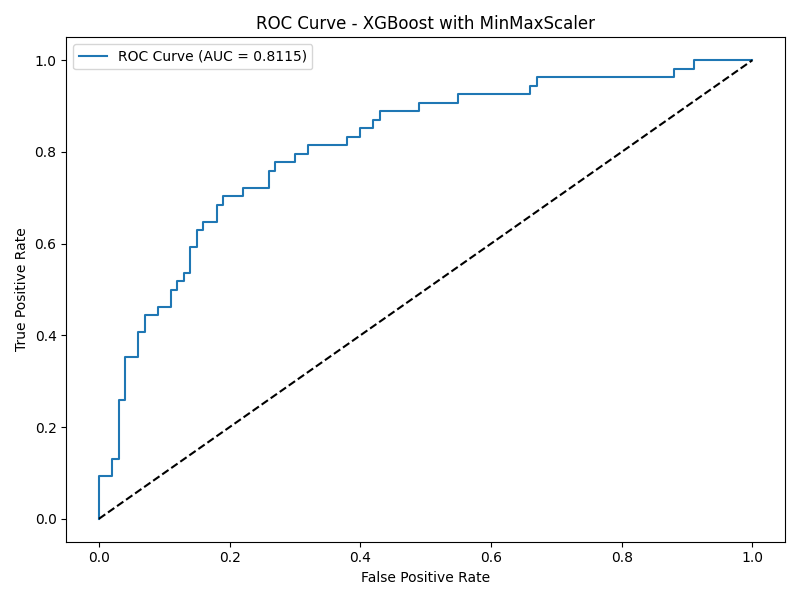 ROC Curve - XGBoost with MinMaxScaler
ROC Curve (AUC = 0.8115)
1.0
0.8
0.6
0.4
0.2
0.0
True Positive Rate
0.0 0.2 0.4 0.6 0.8 1.0
False Positive Rate